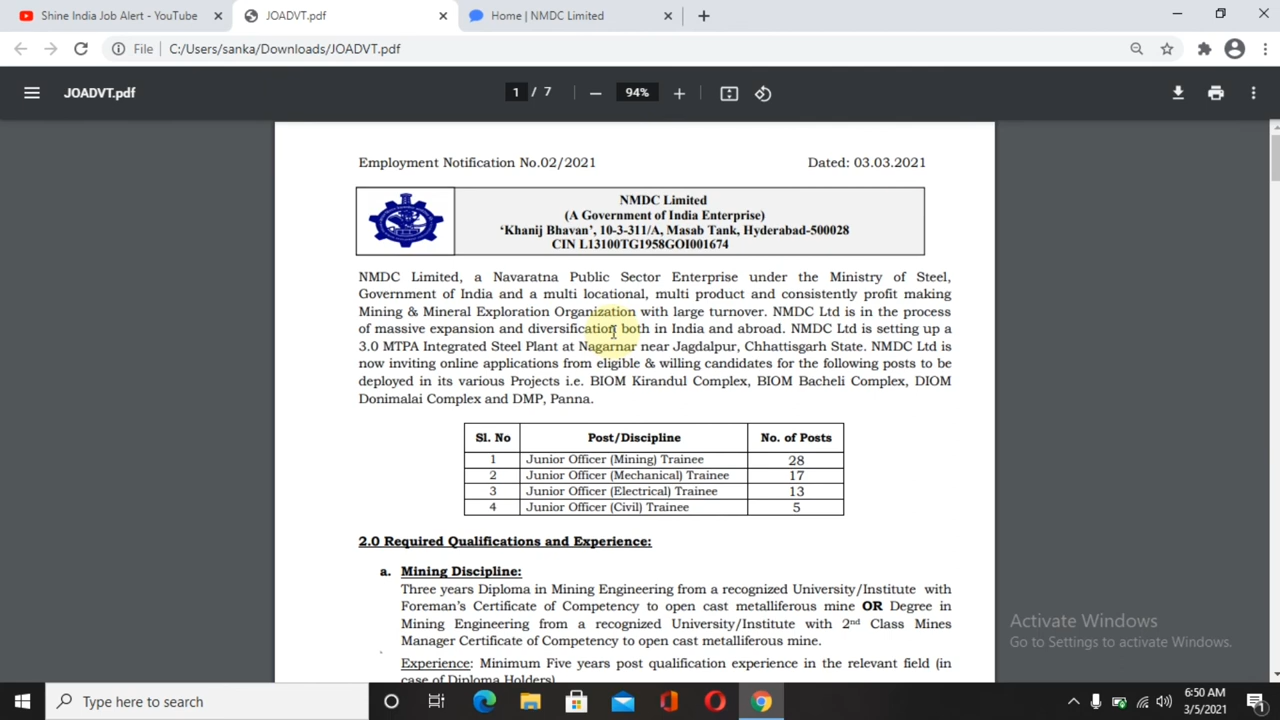 Shine India Job Alert - YouTube
JOADVT.pdf
Home | NMDC Limited
File
C:/Users/sanka/Downloads/JOADVT.pdf
JOADVT.pdf
1 / 7
94%
Employment Notification No.02/2021 Dated: 03.03.2021
NMDC Limited
(A Government of India Enterprise)
‘Khanij Bhavan’, 10-3-311/A, Masab Tank, Hyderabad-500028
CIN L13100TG1958GOI001674
NMDC Limited, a Navaratna Public Sector Enterprise under the Ministry of Steel,
Government of India and a multi locational, multi product and consistently profit making
Mining & Mineral Exploration Organization with large turnover. NMDC Ltd is in the process
of massive expansion and diversification both in India and abroad. NMDC Ltd is setting up a
3.0 MTPA Integrated Steel Plant at Nagarnar near Jagdalpur, Chhattisgarh State. NMDC Ltd is
now inviting online applications from eligible & willing candidates for the following posts to be
deployed in its various Projects i.e. BIOM Kirandul Complex, BIOM Bacheli Complex, DIOM
Donimalai Complex and DMP, Panna.
Sl. No Post/Discipline No. of Posts
1 Junior Officer (Mining) Trainee 28
2 Junior Officer (Mechanical) Trainee 17
3 Junior Officer (Electrical) Trainee 13
4 Junior Officer (Civil) Trainee 5
2.0 Required Qualifications and Experience:
a. Mining Discipline:
Three years Diploma in Mining Engineering from a recognized University/Institute with
Foreman’s Certificate of Competency to open cast metalliferous mine OR Degree in
Mining Engineering from a recognized University/Institute with 2nd Class Mines
Manager Certificate of Competency to open cast metalliferous mine.
Experience: Minimum Five years post qualification experience in the relevant field (in
case of Diploma Holders)
Activate Windows
Go to Settings to activate Windows.
Type here to search
6:50 AM
3/5/2021
1